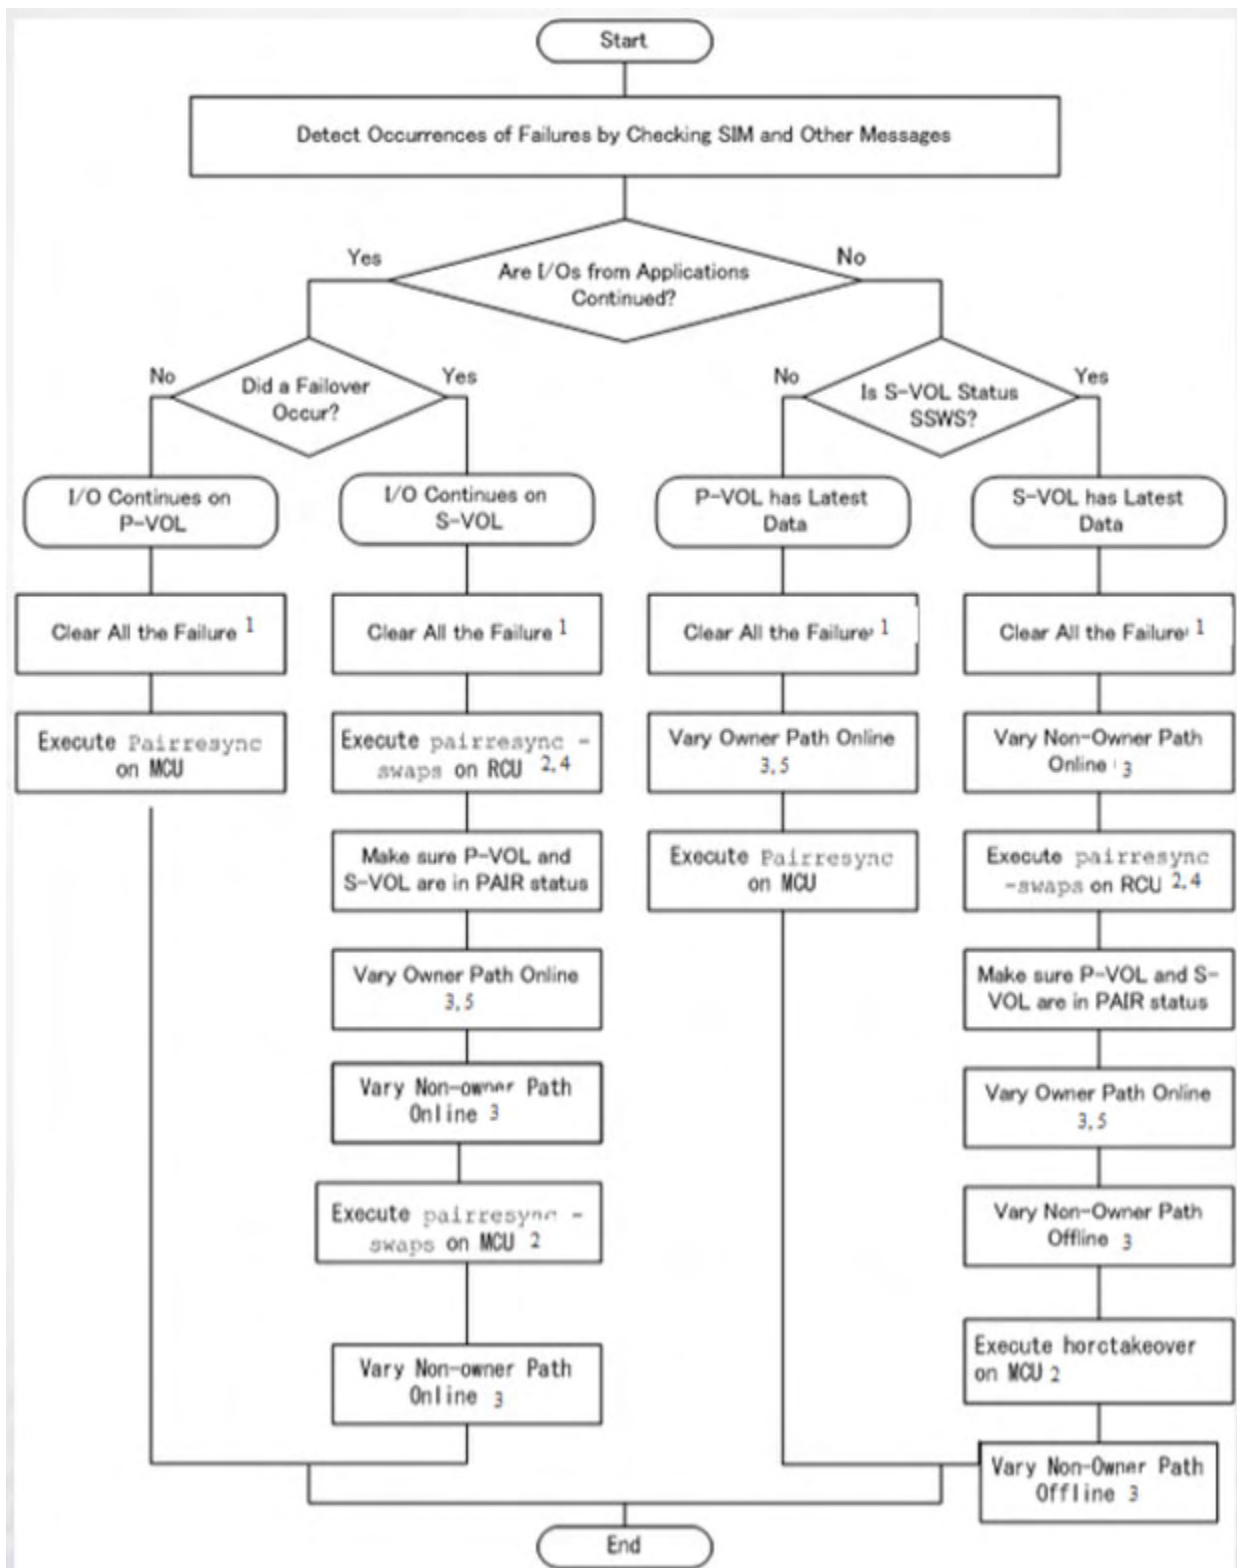 Start
Detect Occurrences of Failures by Checking SIM and Other Messages
Yes
No
Are I/Os from Applications
Continued?
No
Yes
Did a Failover
Occur?
No
Yes
Is S-VOL Status
SSWS?
I/O Continues on
P-VOL
I/O Continues on
S-VOL
P-VOL has Latest
Data
S-VOL has Latest
Data
Clear All the Failure 1
Clear All the Failure 1
Clear All the Failure 1
Clear All the Failure 1
Execute Pairresync
on MCU
Execute pairresync -
swaps on RCU 2,4
Vary Owner Path Online
3,5
Vary Non-Owner Path
Online 3
Make sure P-VOL and
S-VOL are in PAIR status
Execute Pairresync
on MCU
Execute pairresync
-swaps on RCU 2,4
Vary Owner Path Online
3,5
Make sure P-VOL and S-
VOL are in PAIR status
Vary Non-owner Path
Online 3
Vary Owner Path Online
3,5
Execute pairresync -
swaps on MCU 2
Vary Non-Owner Path
Offline 3
Vary Non-owner Path
Online 3
Execute horctakeover
on MCU 2
Vary Non-Owner Path
Offline 3
End